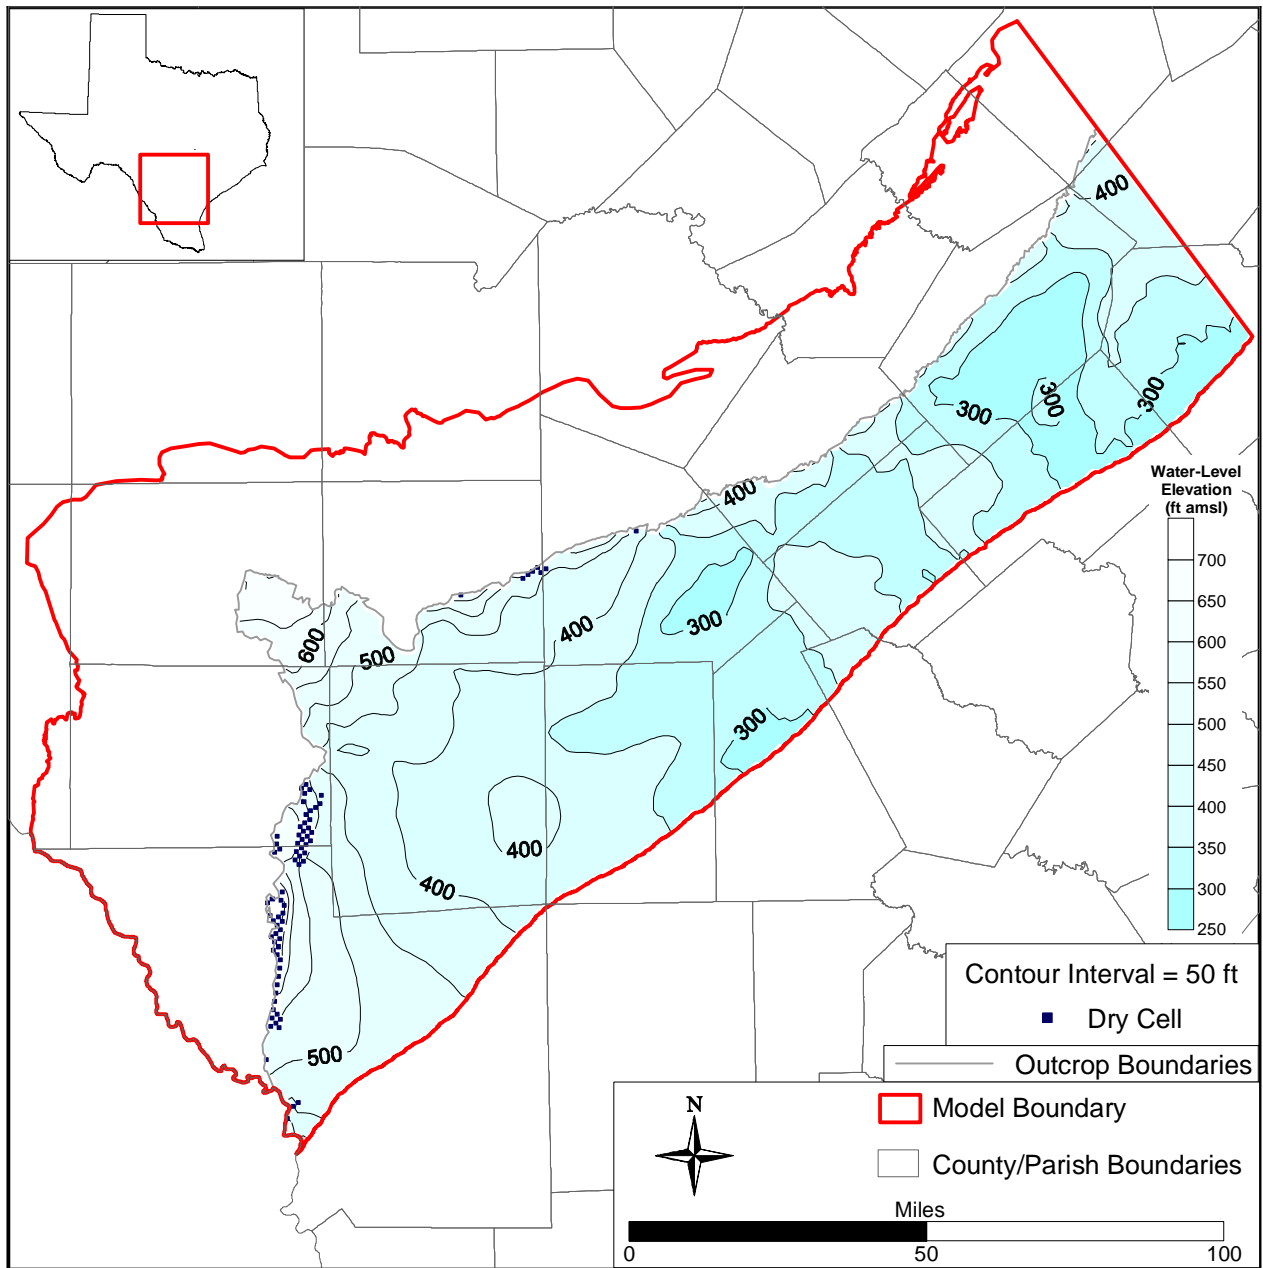 400
300
300
300
400
400
300
600
500
300
400
400
500
Water-Level
Elevation
(ft amsl)
700
650
600
550
500
450
400
350
300
250
Contour Interval = 50 ft
Dry Cell
Outcrop Boundaries
N
Model Boundary
County/Parish Boundaries
Miles
0 50 100